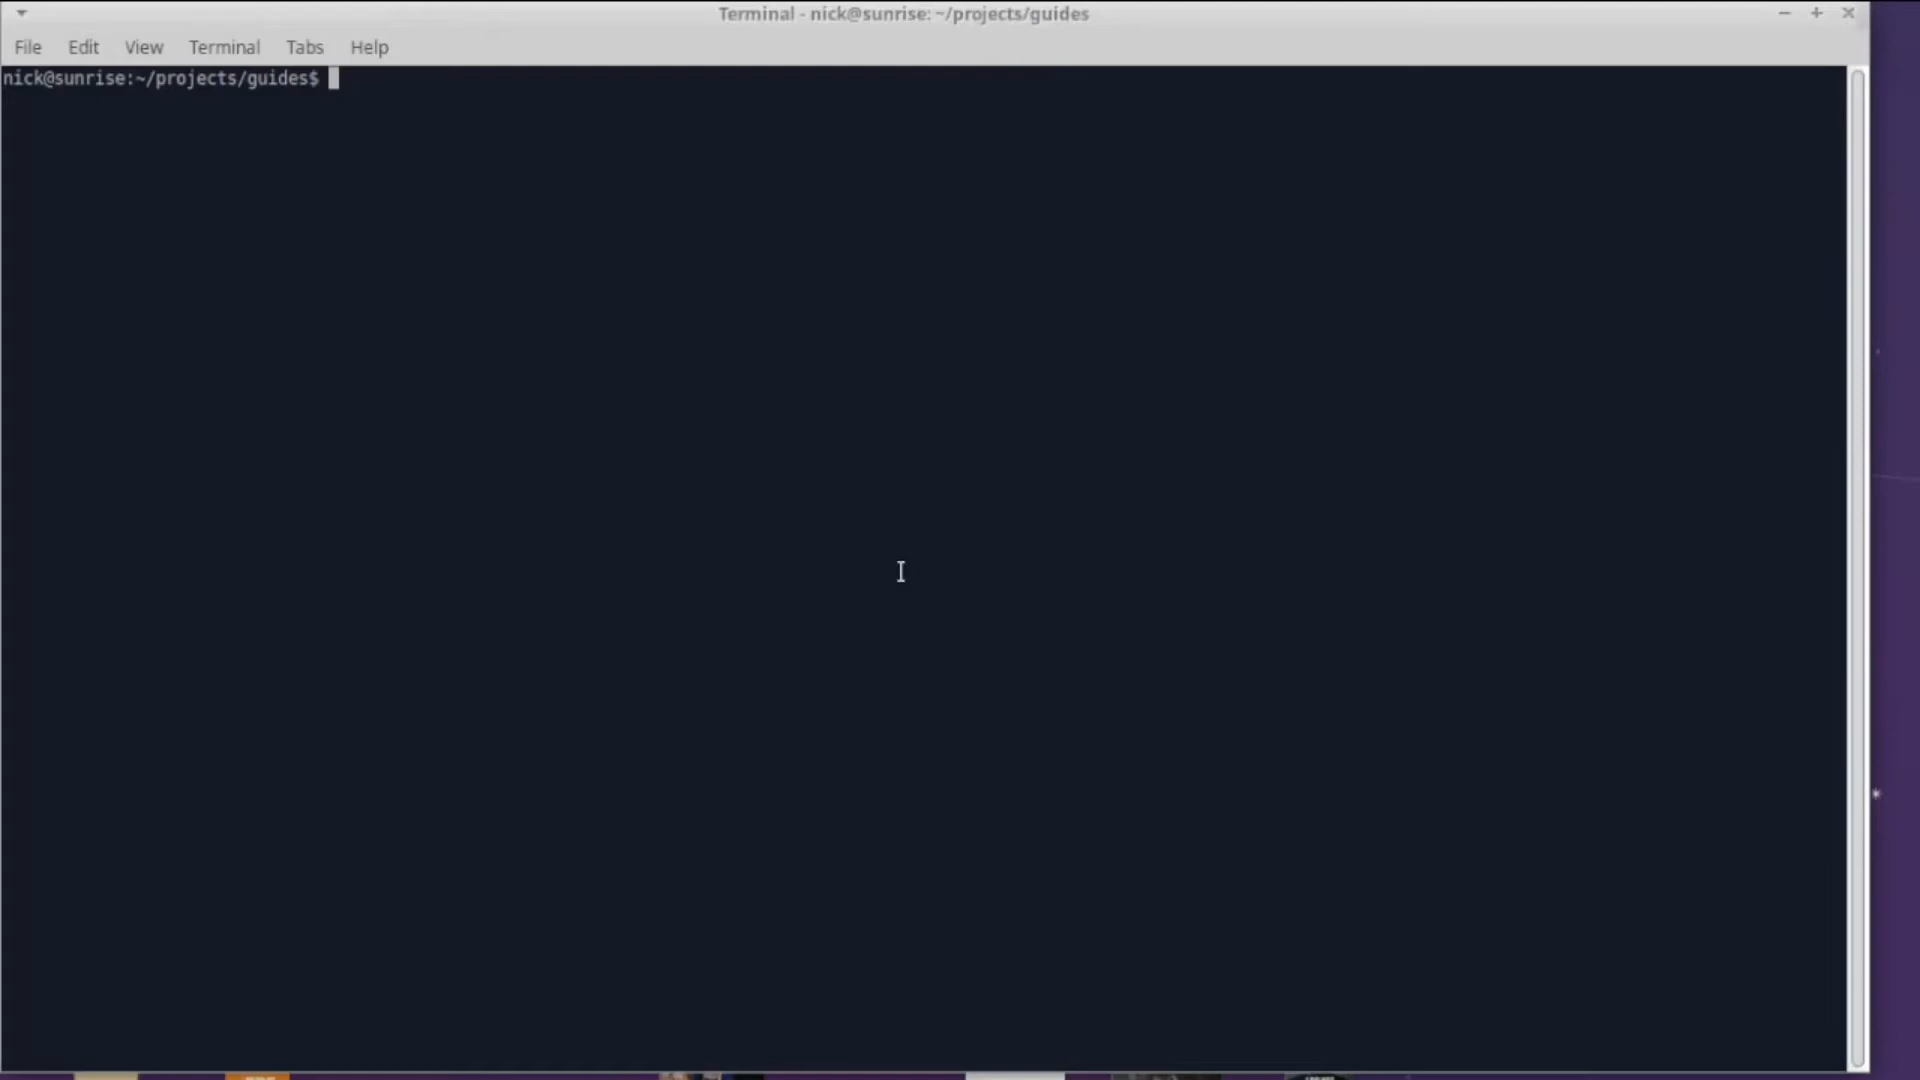 Terminal - nick@sunrise: ~/projects/guides
File Edit View Terminal Tabs Help
nick@sunrise:~/projects/guides$